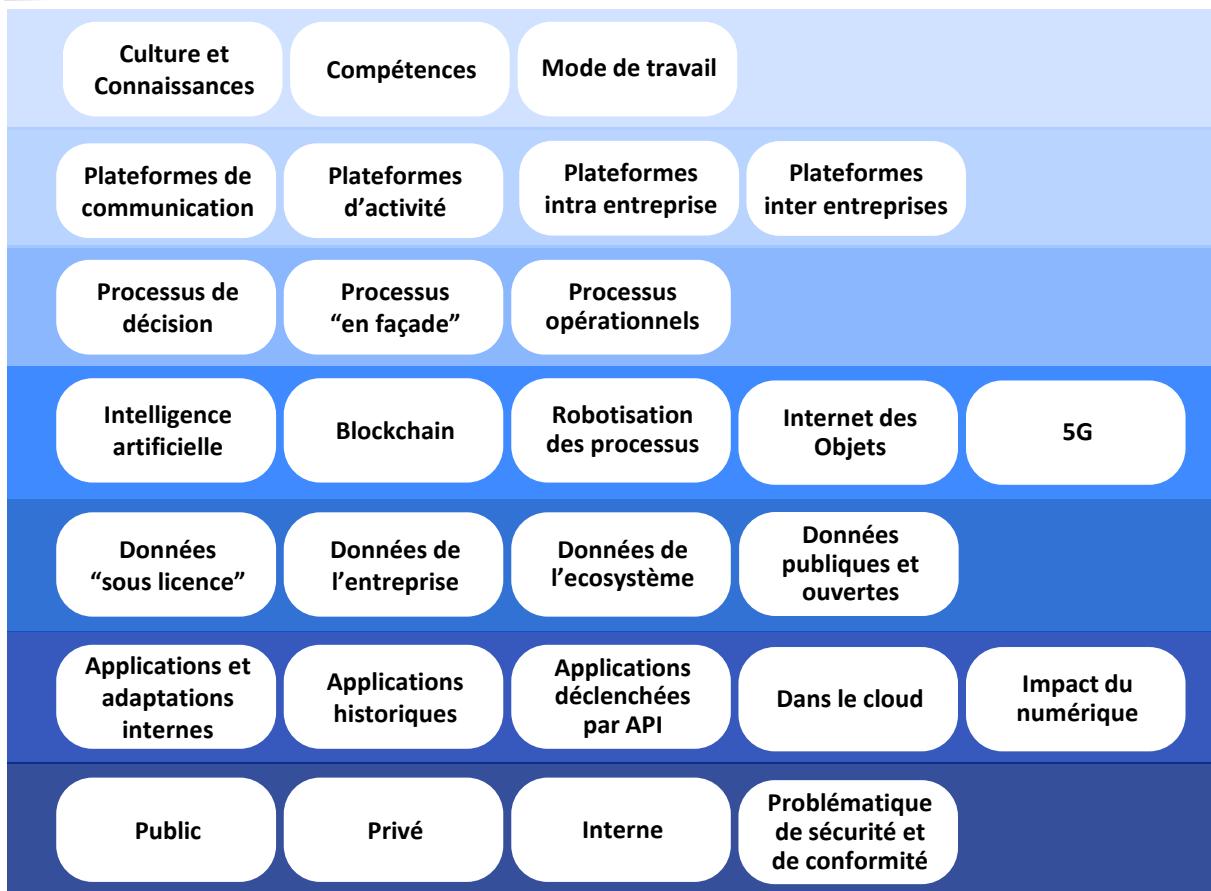 Culture et
Connaissances
Compétences
Mode de travail
Plateformes de
communication
Plateformes
d’activité
Plateformes
intra entreprise
Plateformes
inter entreprises
Processus de
décision
Processus
“en façade”
Processus
opérationnels
Intelligence
artificielle
Blockchain
Robotisation
des processus
Internet des
Objets
5G
Données
“sous licence”
Données de
l’entreprise
Données de
l’ecosystème
Données
publiques et
ouvertes
Applications et
adaptations
internes
Applications
historiques
Applications
déclenchées
par API
Dans le cloud
Impact du
numérique
Public
Privé
Interne
Problématique
de sécurité et
de conformité